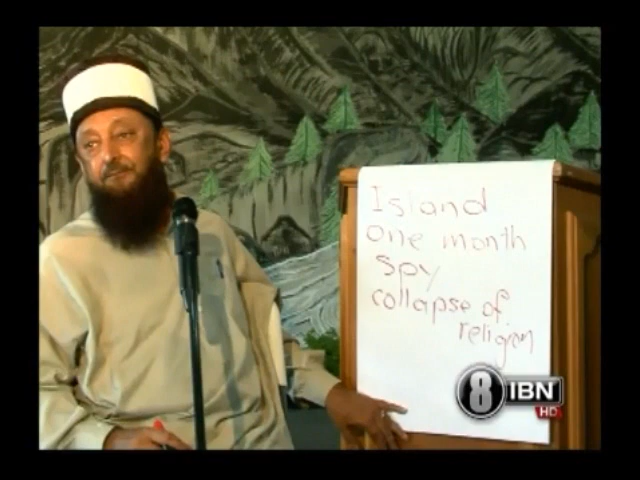 Island
one month
spy
collapse of
religion
8 IBN
HD